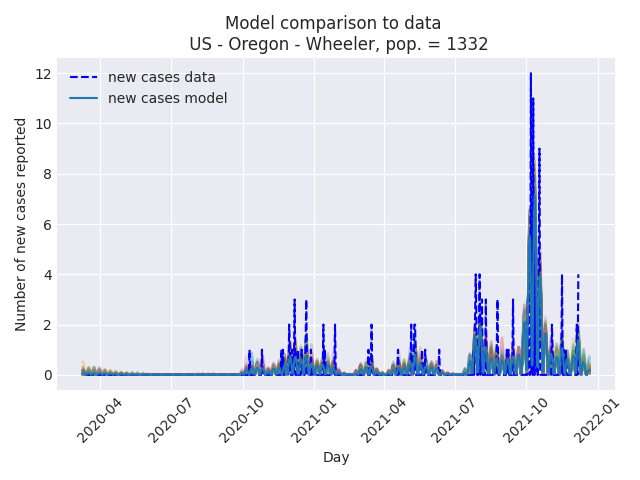 Model comparison to data
US - Oregon - Wheeler, pop. = 1332
new cases data
new cases model
Number of new cases reported
12
10
8
6
4
2
0
2020-04
2020-07
2020-10
2021-01
2021-04
2021-07
2021-10
2022-01
Day